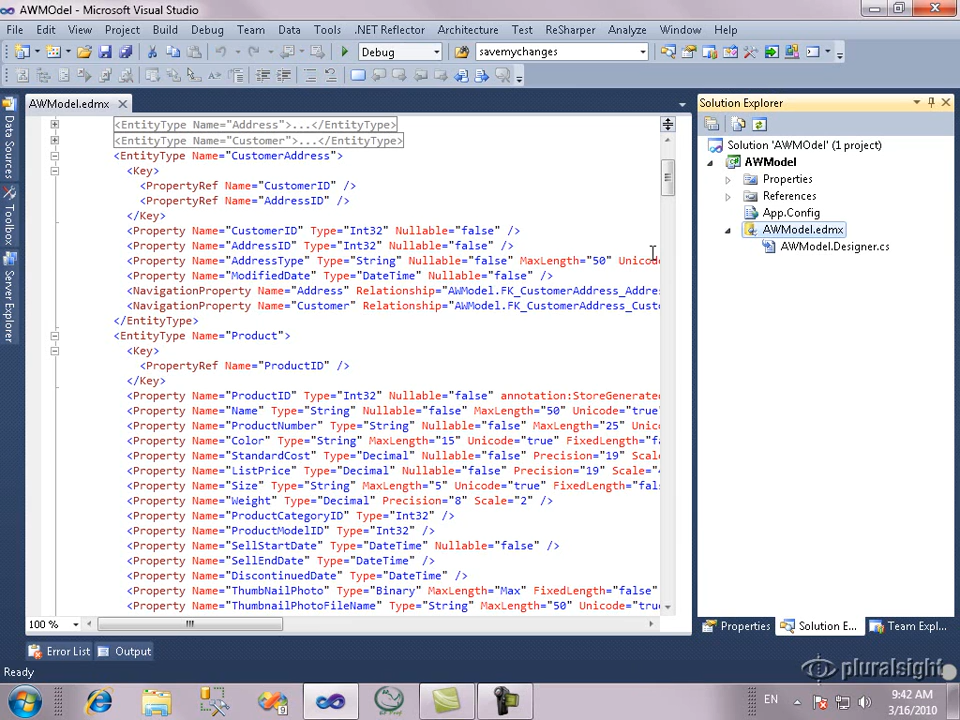 AWMOdel - Microsoft Visual Studio
File Edit View Project Build Debug Team Data Tools .NET Reflector Architecture Test ReSharper Analyze Window Help
Debug savemychanges
AWModel.edmx
Data Sources
Toolbox
Server Explorer
<EntityType Name="Address">...</EntityType>
<EntityType Name="Customer">...</EntityType>
<EntityType Name="CustomerAddress">
<Key>
<PropertyRef Name="CustomerID" />
<PropertyRef Name="AddressID" />
</Key>
<Property Name="CustomerID" Type="Int32" Nullable="false" />
<Property Name="AddressID" Type="Int32" Nullable="false" />
<Property Name="AddressType" Type="String" Nullable="false" MaxLength="50" Unicode
<Property Name="ModifiedDate" Type="DateTime" Nullable="false" />
<NavigationProperty Name="Address" Relationship="AWModel.FK_CustomerAddress_Addres
<NavigationProperty Name="Customer" Relationship="AWModel.FK_CustomerAddress_Custo
</EntityType>
<EntityType Name="Product">
<Key>
<PropertyRef Name="ProductID" />
</Key>
<Property Name="ProductID" Type="Int32" Nullable="false" annotation:StoreGenerate
<Property Name="Name" Type="String" Nullable="false" MaxLength="50" Unicode="true"
<Property Name="ProductNumber" Type="String" Nullable="false" MaxLength="25" Unic
<Property Name="Color" Type="String" MaxLength="15" Unicode="true" FixedLength="fa
<Property Name="StandardCost" Type="Decimal" Nullable="false" Precision="19" Scale
<Property Name="ListPrice" Type="Decimal" Nullable="false" Precision="19" Scale="4
<Property Name="Size" Type="String" MaxLength="5" Unicode="true" FixedLength="fal
<Property Name="Weight" Type="Decimal" Precision="8" Scale="2" />
<Property Name="ProductCategoryID" Type="Int32" />
<Property Name="ProductModelID" Type="Int32" />
<Property Name="SellStartDate" Type="DateTime" Nullable="false" />
<Property Name="SellEndDate" Type="DateTime" />
<Property Name="DiscontinuedDate" Type="DateTime" />
<Property Name="ThumbNailPhoto" Type="Binary" MaxLength="Max" FixedLength="false"
<Property Name="ThumbnailPhotoFileName" Type="String" MaxLength="50" Unicode="true
100 %
Solution Explorer
Solution 'AWMOdel' (1 project)
AWModel
Properties
References
App.Config
AWModel.edmx
AWModel.Designer.cs
Properties Solution E... Team Expl...
Error List Output
Ready
pluralsight
EN
9:42 AM
3/16/2010